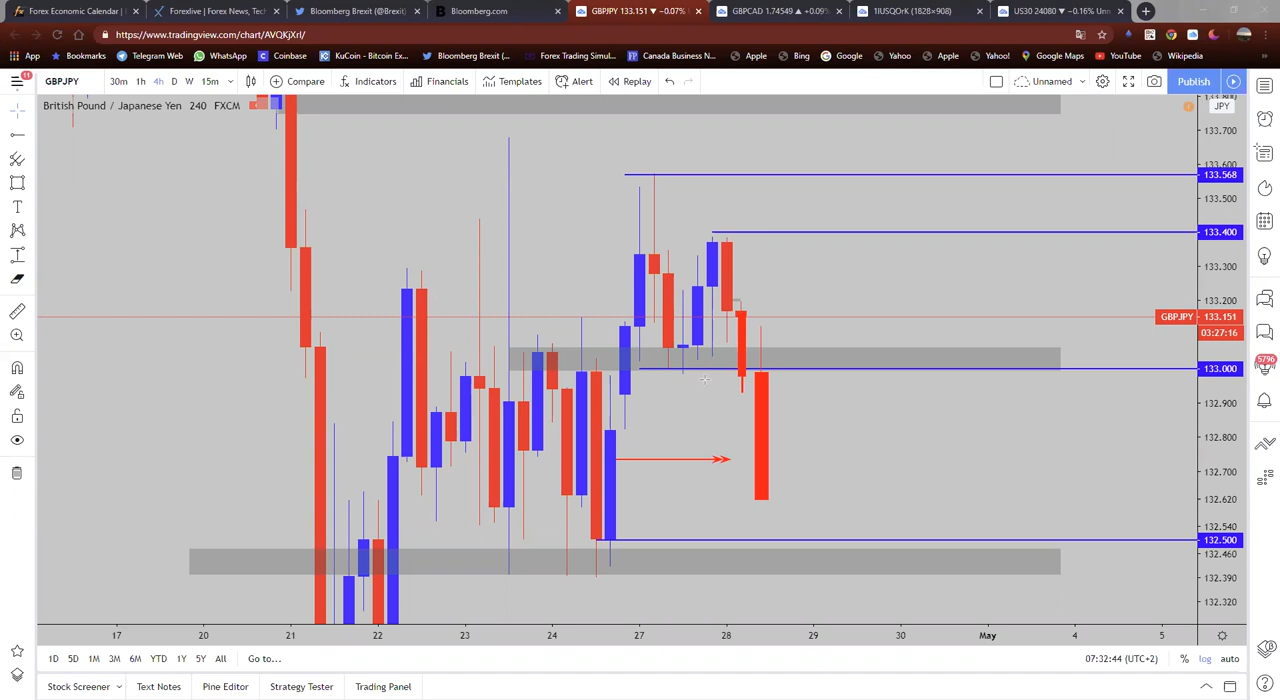 Forex Economic Calendar |
Forexlive | Forex News, Tec
Bloomberg Brexit (@Brexit)
Bloomberg.com
GBPJPY 133.151 ▼ −0.07%
GBPCAD 1.74549 ▲ +0.09%
1IUSQOrK (1828×908)
US30 24080 ▼ −0.16% Unn
https://www.tradingview.com/chart/AVQKjXrl/
App
Telegram Web
WhatsApp
Coinbase
KuCoin - Bitcoin Ex...
Bloomberg Brexit (...
Forex Trading Simul...
Canada Business N...
Apple
Bing
Google
Yahoo
Apple
Yahoo!
Google Maps
YouTube
Wikipedia
11
GBPJPY
30m 1h 4h D W 15m
Compare
Indicators
Financials
Templates
Alert
Replay
Unnamed
Publish
British Pound / Japanese Yen 240 FXCM
133.800
JPY
133.700
133.600
133.568
133.500
133.400
133.300
133.200
GBPJPY 133.151
03:27:16
5796
133.000
132.900
132.800
132.700
132.620
132.540
132.500
132.460
132.390
132.320
17 20 21 22 23 24 27 28 29 30 May 4 5
1D 5D 1M 3M 6M YTD 1Y 5Y All Go to...
07:32:44 (UTC+2) % log auto
Stock Screener Text Notes Pine Editor Strategy Tester Trading Panel